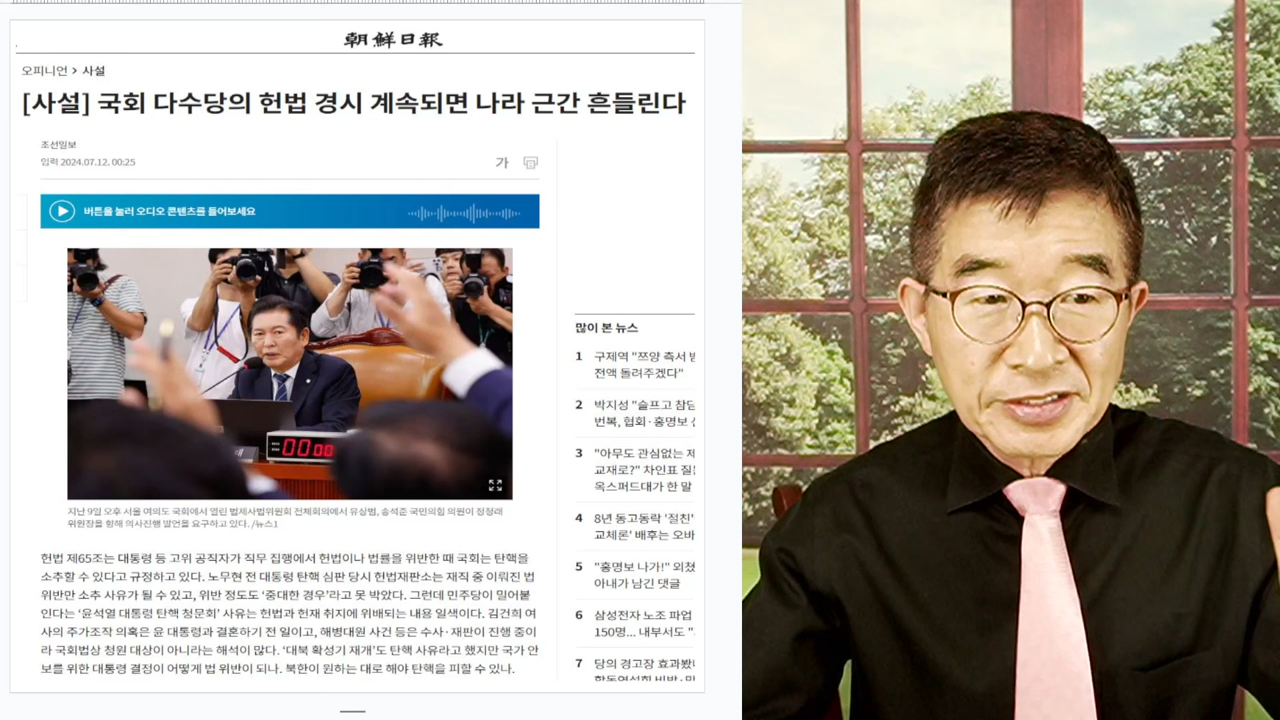 朝鮮日報
오피니언 > 사설
[사설] 국회 다수당의 헌법 경시 계속되면 나라 근간 흔들린다
조선일보
입력 2024.07.12. 00:25
가
버튼을 눌러 오디오 콘텐츠를 들어보세요
00 00
지난 9일 오후 서울 여의도 국회에서 열린 법제사법위원회 전체회의에서 유상범, 송석준 국민의힘 의원이 정청래
위원장을 향해 의사진행 발언을 요구하고 있다. /뉴스1
헌법 제65조는 대통령 등 고위 공직자가 직무 집행에서 헌법이나 법률을 위반한 때 국회는 탄핵을
소추할 수 있다고 규정하고 있다. 노무현 전 대통령 탄핵 심판 당시 헌법재판소는 재직 중 이뤄진 법
위반만 소추 사유가 될 수 있고, 위반 정도도 ‘중대한 경우’라고 못 박았다. 그런데 민주당이 밀어붙
인다는 ‘윤석열 대통령 탄핵 청문회’ 사유는 헌법과 헌재 취지에 위배되는 내용 일색이다. 김건희 여
사의 주가조작 의혹은 윤 대통령과 결혼하기 전 일이고, 해병대원 사건 등은 수사·재판이 진행 중이
라 국회법상 청원 대상이 아니라는 해석이 많다. ‘대북 확성기 재개’도 탄핵 사유라고 했지만 국가 안
보를 위한 대통령 결정이 어떻게 법 위반이 되나. 북한이 원하는 대로 해야 탄핵을 피할 수 있나.
많이 본 뉴스
1 구제역 "쯔양 측서 받
전액 돌려주겠다"
2 박지성 "슬프고 참담
번복, 협회·홍명보 신
3 "아무도 관심없는 제
교재로?" 차인표 질문
옥스퍼드대가 한 말
4 8년 동고동락 '절친'
교체론' 배후는 오바
5 "홍명보 나가!" 외쳤
아내가 남긴 댓글
6 삼성전자 노조 파업
150명... 내부서도 "
7 당의 경고장 효과봤나